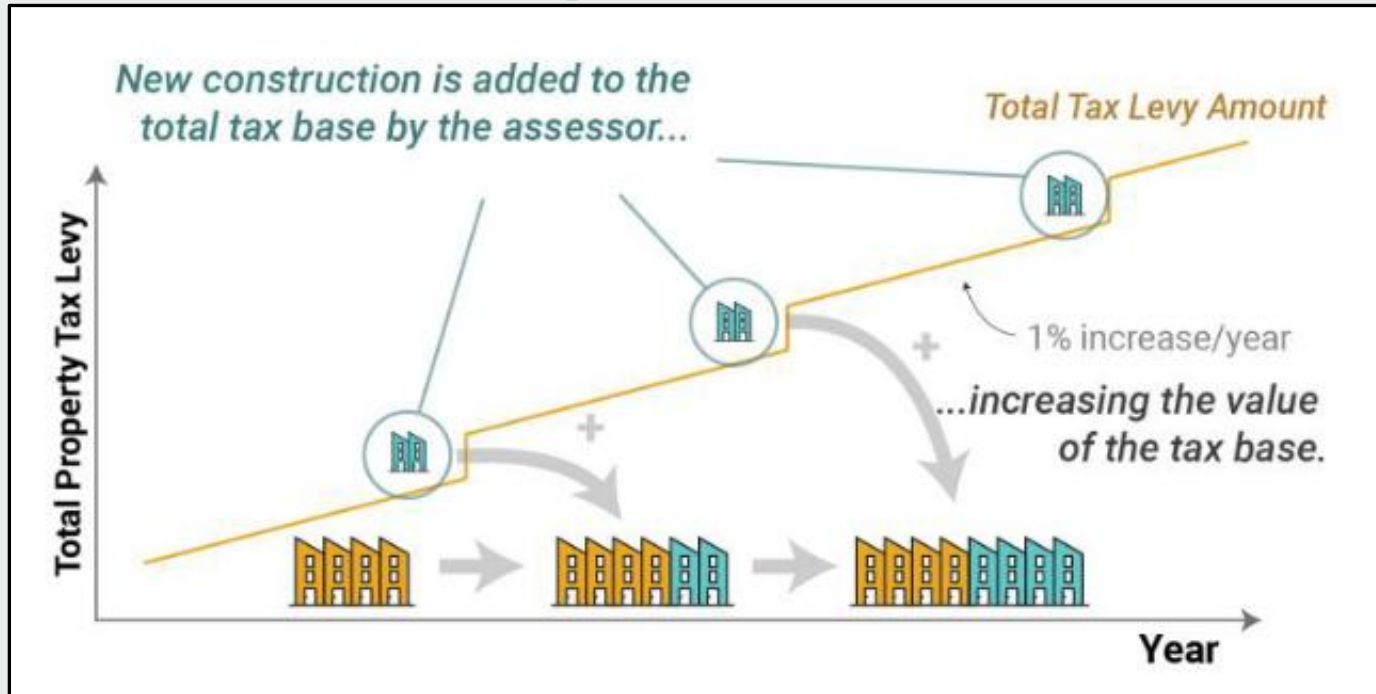 New construction is added to the
total tax base by the assessor...
Total Tax Levy Amount
Total Property Tax Levy
1% increase/year
...increasing the value
of the tax base.
Year